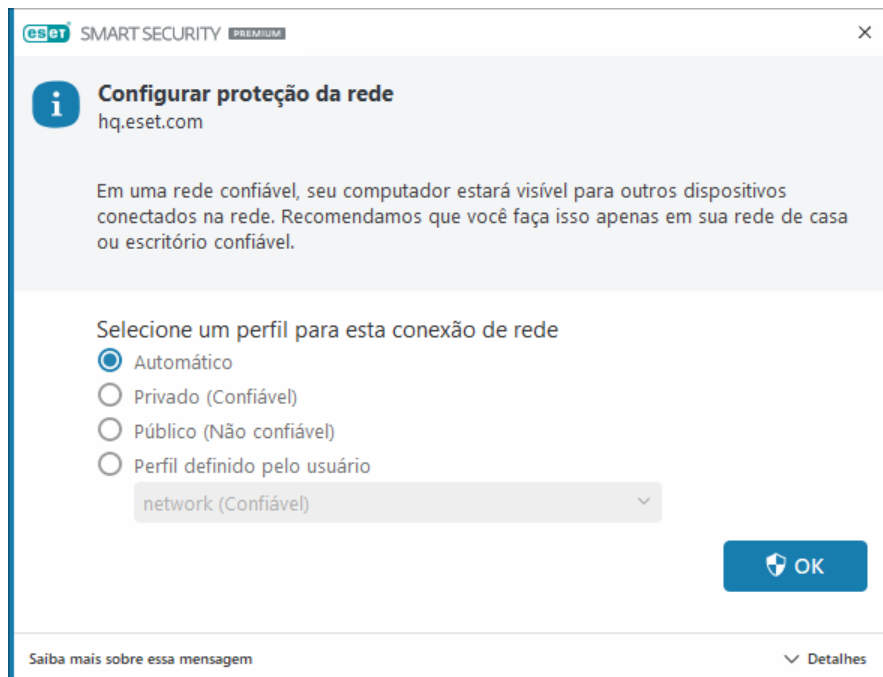 eset SMART SECURITY PREMIUM
Configurar proteção da rede
hq.eset.com
Em uma rede confiável, seu computador estará visível para outros dispositivos
conectados na rede. Recomendamos que você faça isso apenas em sua rede de casa
ou escritório confiável.
Selecione um perfil para esta conexão de rede
Automático
Privado (Confiável)
Público (Não confiável)
Perfil definido pelo usuário
network (Confiável)
OK
Saiba mais sobre essa mensagem
Detalhes